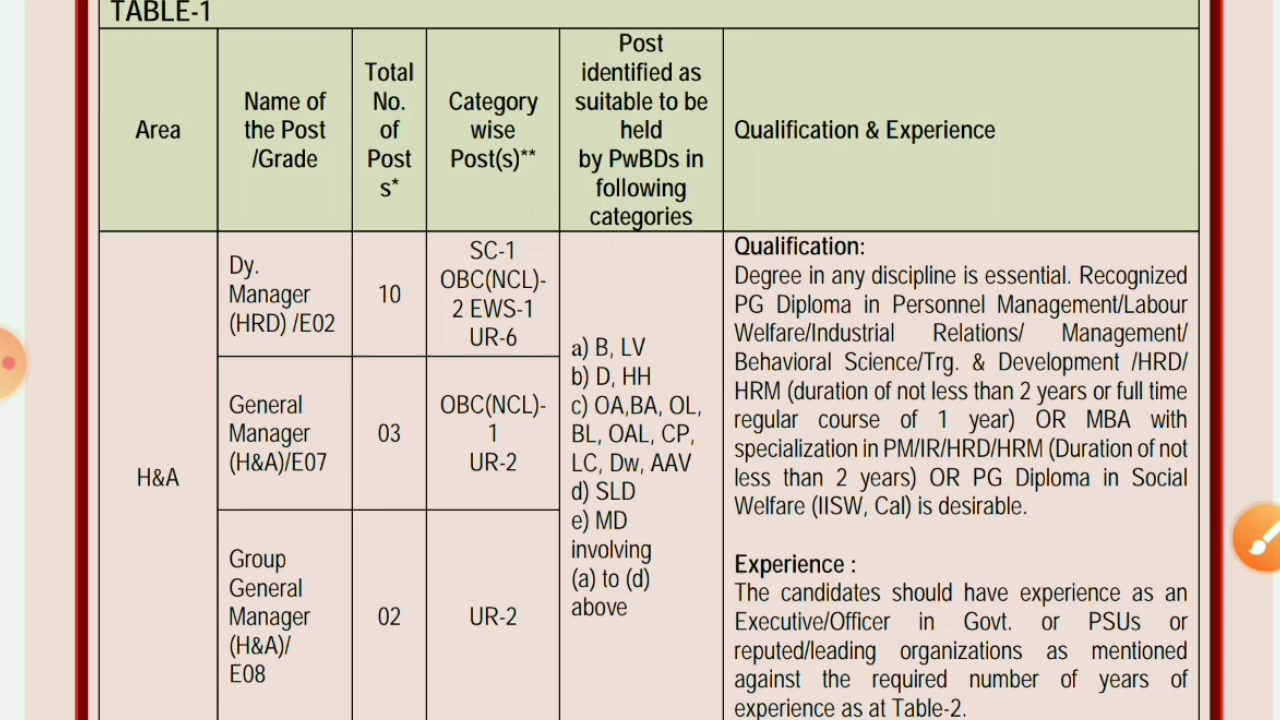 TABLE-1
Area
Name of
the Post
/Grade
Total
No.
of
Post
s*
Category
wise
Post(s)**
Post
identified as
suitable to be
held
by PwBDs in
following
categories
Qualification & Experience
H&A
Dy.
Manager
(HRD) /E02
10
SC-1
OBC(NCL)-
2 EWS-1
UR-6
General
Manager
(H&A)/E07
03
OBC(NCL)-
1
UR-2
Group
General
Manager
(H&A)/
E08
02
UR-2
a) B, LV
b) D, HH
c) OA,BA, OL,
BL, OAL, CP,
LC, Dw, AAV
d) SLD
e) MD
involving
(a) to (d)
above
Qualification:
Degree in any discipline is essential. Recognized
PG Diploma in Personnel Management/Labour
Welfare/Industrial Relations/ Management/
Behavioral Science/Trg. & Development /HRD/
HRM (duration of not less than 2 years or full time
regular course of 1 year) OR MBA with
specialization in PM/IR/HRD/HRM (Duration of not
less than 2 years) OR PG Diploma in Social
Welfare (IISW, Cal) is desirable.
Experience :
The candidates should have experience as an
Executive/Officer in Govt. or PSUs or
reputed/leading organizations as mentioned
against the required number of years of
experience as at Table-2.